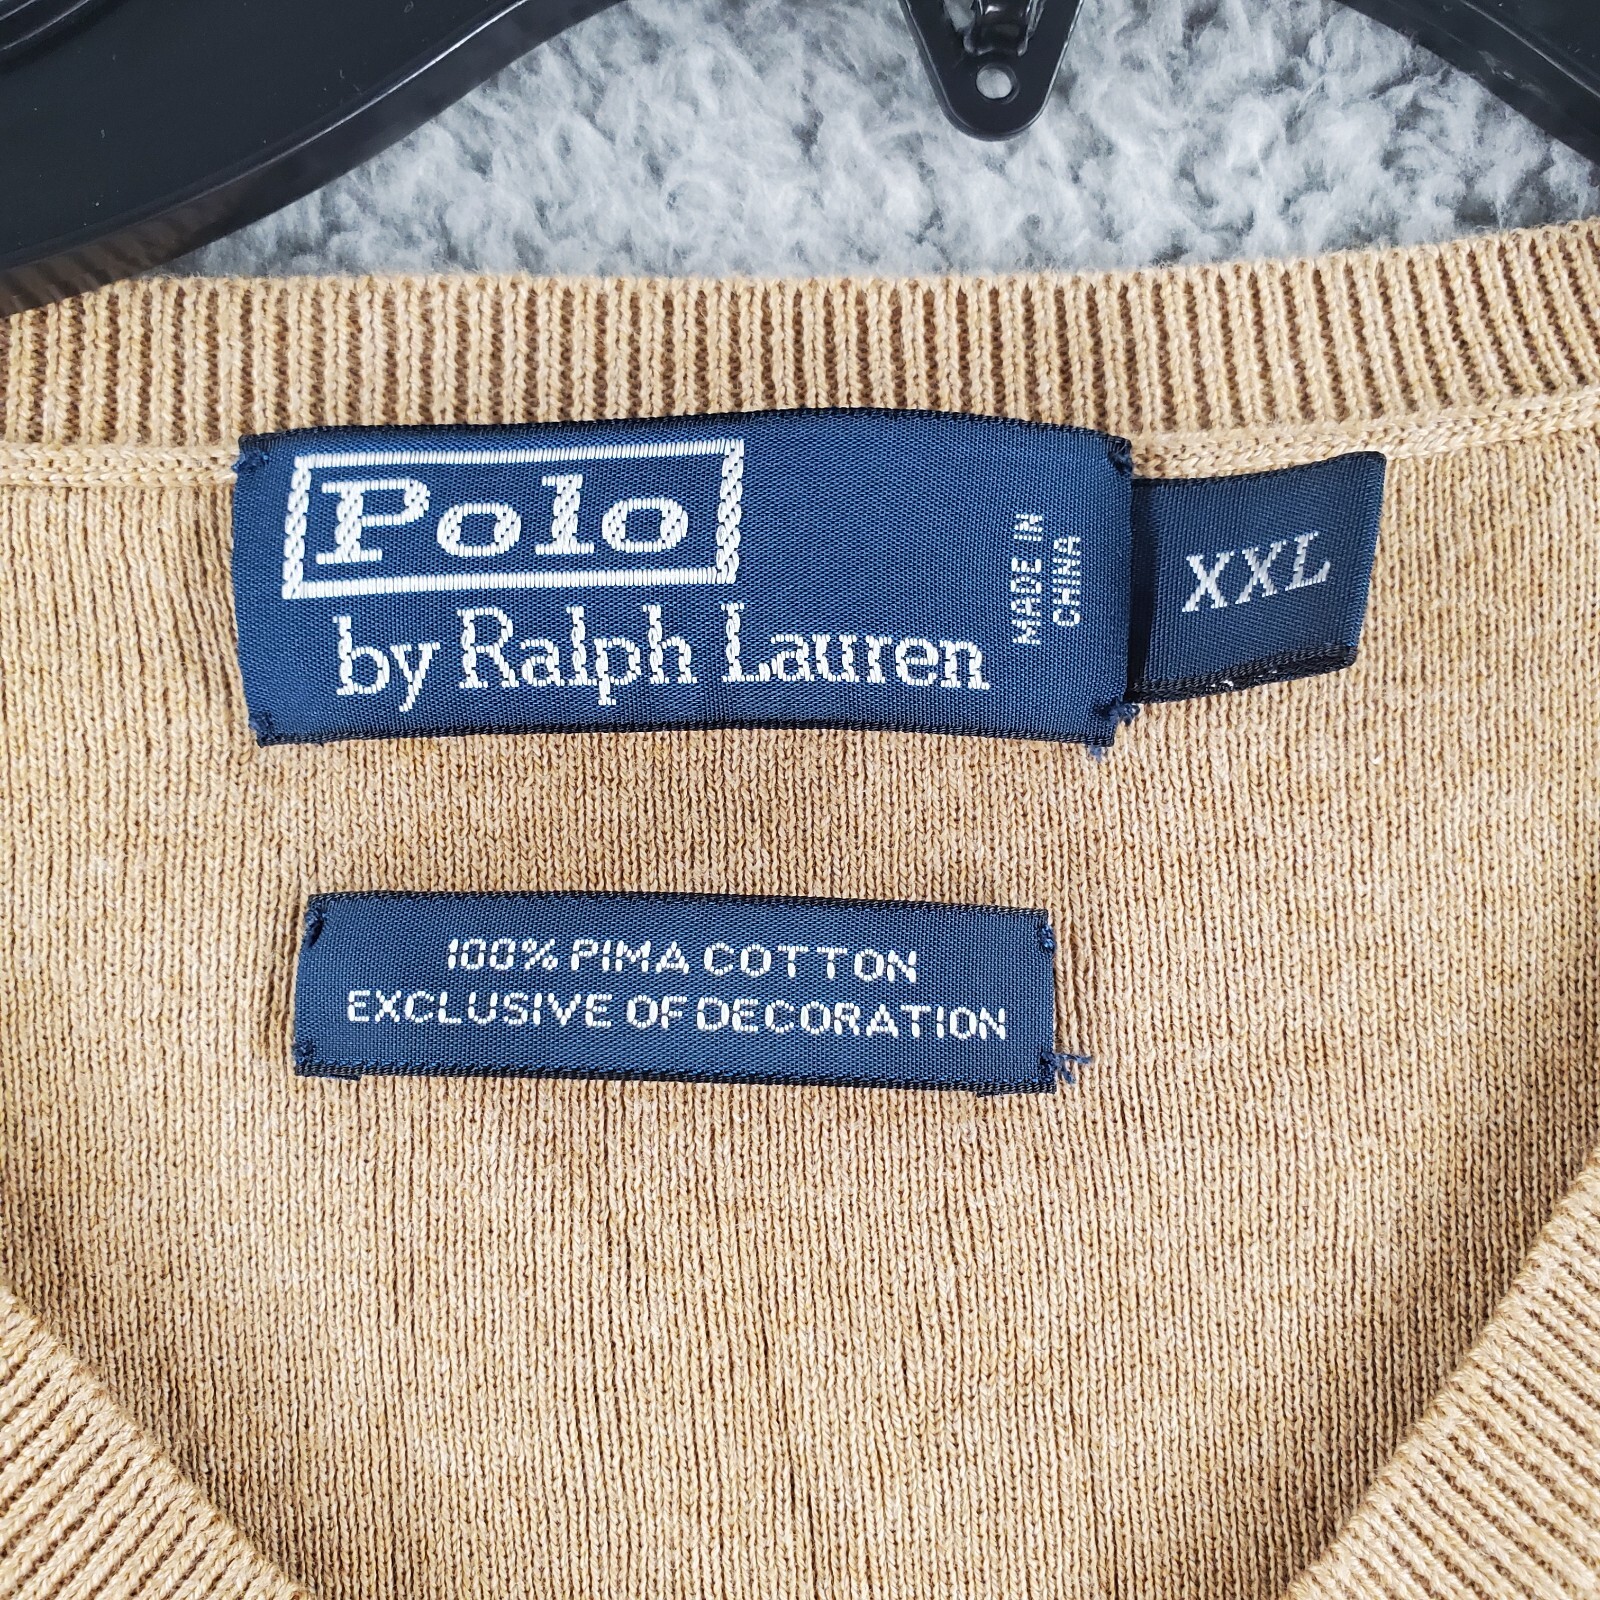 Polo
by Ralph Lauren
MADE IN
CHINA
XXL
100% PIMA COTTON
EXCLUSIVE OF DECORATION